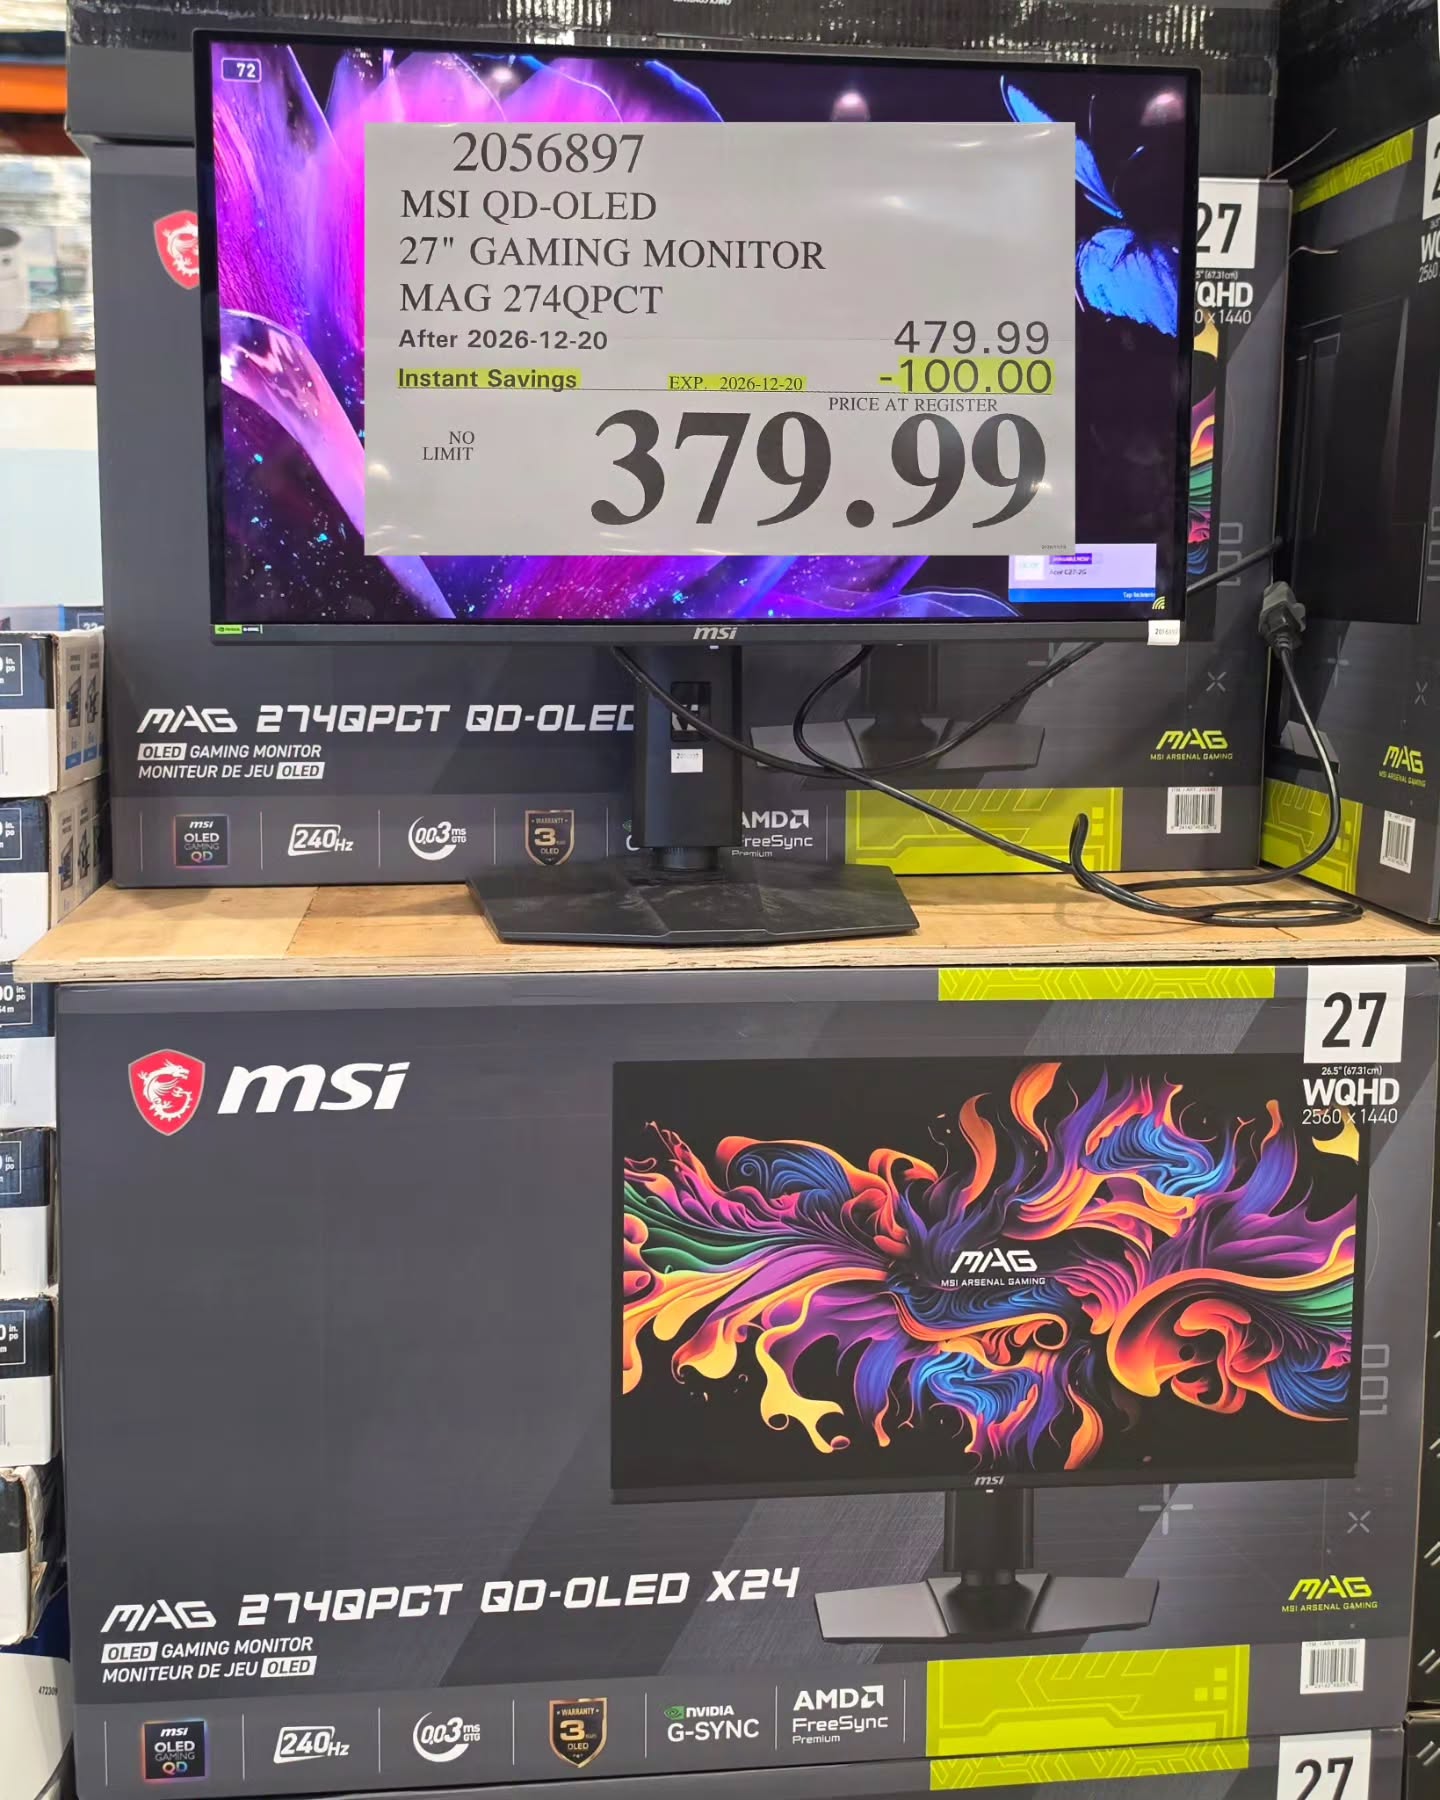 72
2056897
MSI QD-OLED
27" GAMING MONITOR
MAG 274QPCT
After 2026-12-20 479.99
Instant Savings EXP. 2026-12-20 -100.00
PRICE AT REGISTER
NO
LIMIT
379.99
msi
27
WQHD
MAG 274QPCT QD-OLED
OLED GAMING MONITOR
MONITEUR DE JEU OLED
MAG
MSI ARSENAL GAMING
MAG
MSI ARSENAL GAMING
msi
OLED
GAMING
QD
240Hz
0.03ms
GTG
WARRANTY
3
OLED
AMD
FreeSync
Premium
27
26.5" (67.31cm)
WQHD
2560 x 1440
msi
MAG
MSI ARSENAL GAMING
001
msi
MAG 274QPCT QD-OLED X24
OLED GAMING MONITOR
MONITEUR DE JEU OLED
MAG
MSI ARSENAL GAMING
msi
OLED
GAMING
QD
240Hz
0.03ms
GTG
WARRANTY
3 YEARS
OLED
NVIDIA
G-SYNC
AMD
FreeSync
Premium
27